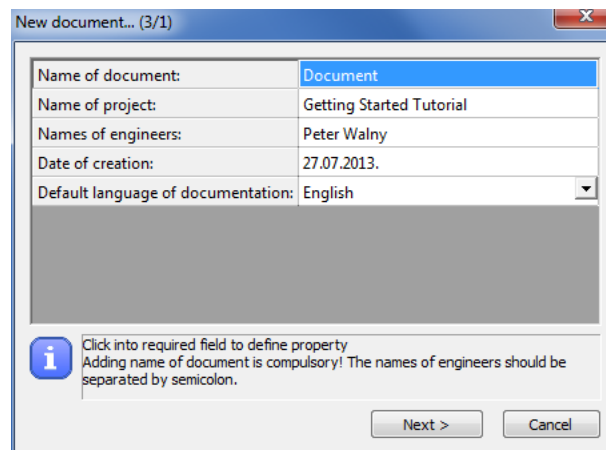 New document... (3/1)
Name of document: Document
Name of project: Getting Started Tutorial
Names of engineers: Peter Walny
Date of creation: 27.07.2013.
Default language of documentation: English
Click into required field to define property
Adding name of document is compulsory! The names of engineers should be
separated by semicolon.
Next > Cancel